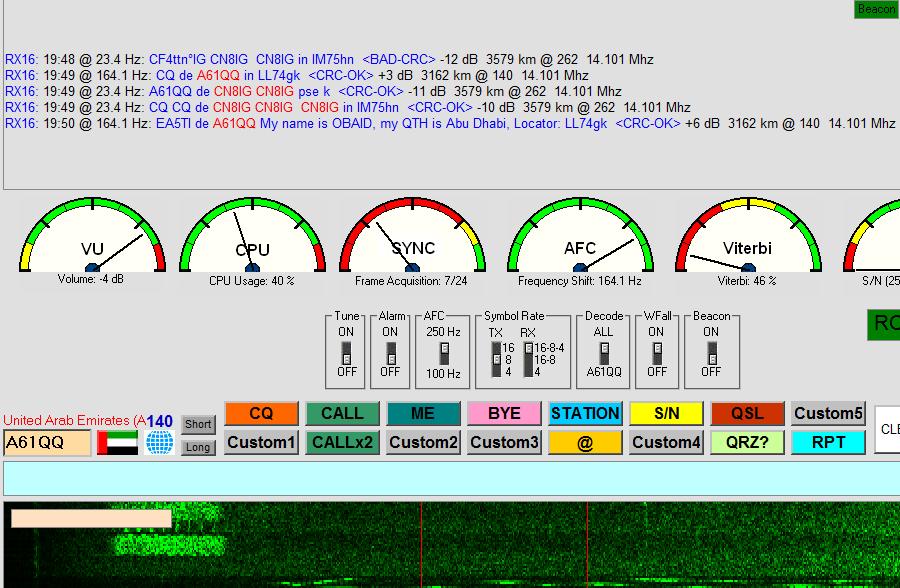 Beacon
RX16: 19:48 @ 23.4 Hz: CF4ttn°IG CN8IG CN8IG in IM75hn <BAD-CRC> -12 dB 3579 km @ 262 14.101 Mhz
RX16: 19:49 @ 164.1 Hz: CQ de A61QQ in LL74gk <CRC-OK> +3 dB 3162 km @ 140 14.101 Mhz
RX16: 19:49 @ 23.4 Hz: A61QQ de CN8IG CN8IG pse k <CRC-OK> -11 dB 3579 km @ 262 14.101 Mhz
RX16: 19:49 @ 23.4 Hz: CQ CQ de CN8IG CN8IG CN8IG in IM75hn <CRC-OK> -10 dB 3579 km @ 262 14.101 Mhz
RX16: 19:50 @ 164.1 Hz: EA5TI de A61QQ My name is OBAID, my QTH is Abu Dhabi, Locator: LL74gk <CRC-OK> +6 dB 3162 km @ 140 14.101 Mhz
VU CPU SYNC AFC Viterbi
Volume: -4 dB CPU Usage: 40 % Frame Acquisition: 7/24 Frequency Shift: 164.1 Hz Viterbi: 46 % S/N (25
Tune Alarm AFC Symbol Rate Decode WFall Beacon
ON ON 250 Hz TX RX ALL ON ON
16 16-8-4
8 16-8
OFF OFF 100 Hz 4 4 A61QQ OFF OFF
RO
United Arab Emirates (A 140 Short CQ CALL ME BYE STATION S/N QSL Custom5
A61QQ Long Custom1 CALLx2 Custom2 Custom3 @ Custom4 QRZ? RPT CLE